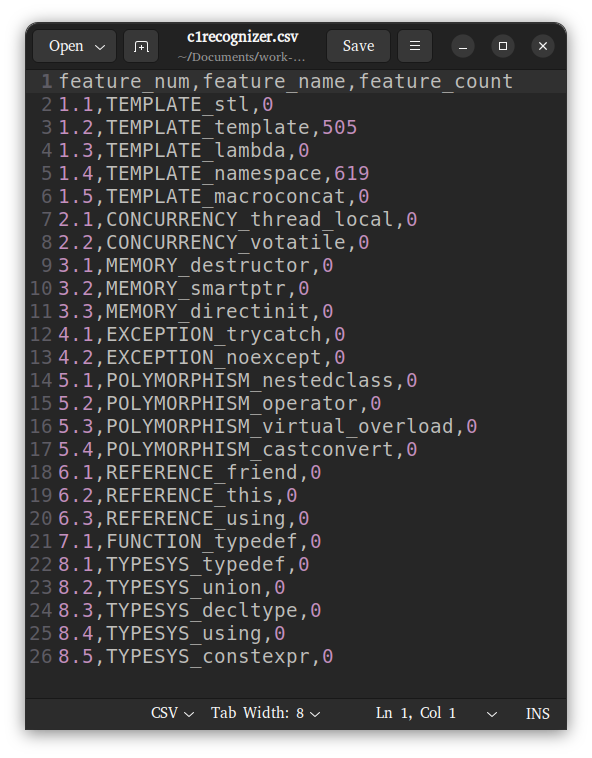 Open
c1recognizer.csv
~/Documents/work-...
Save
1 feature_num,feature_name,feature_count
2 1.1,TEMPLATE_stl,0
3 1.2,TEMPLATE_template,505
4 1.3,TEMPLATE_lambda,0
5 1.4,TEMPLATE_namespace,619
6 1.5,TEMPLATE_macroconcat,0
7 2.1,CONCURRENCY_thread_local,0
8 2.2,CONCURRENCY_votatile,0
9 3.1,MEMORY_destructor,0
10 3.2,MEMORY_smartptr,0
11 3.3,MEMORY_directinit,0
12 4.1,EXCEPTION_trycatch,0
13 4.2,EXCEPTION_noexcept,0
14 5.1,POLYMORPHISM_nestedclass,0
15 5.2,POLYMORPHISM_operator,0
16 5.3,POLYMORPHISM_virtual_overload,0
17 5.4,POLYMORPHISM_castconvert,0
18 6.1,REFERENCE_friend,0
19 6.2,REFERENCE_this,0
20 6.3,REFERENCE_using,0
21 7.1,FUNCTION_typedef,0
22 8.1,TYPESYS_typedef,0
23 8.2,TYPESYS_union,0
24 8.3,TYPESYS_decltype,0
25 8.4,TYPESYS_using,0
26 8.5,TYPESYS_constexpr,0
CSV Tab Width: 8 Ln 1, Col 1 INS